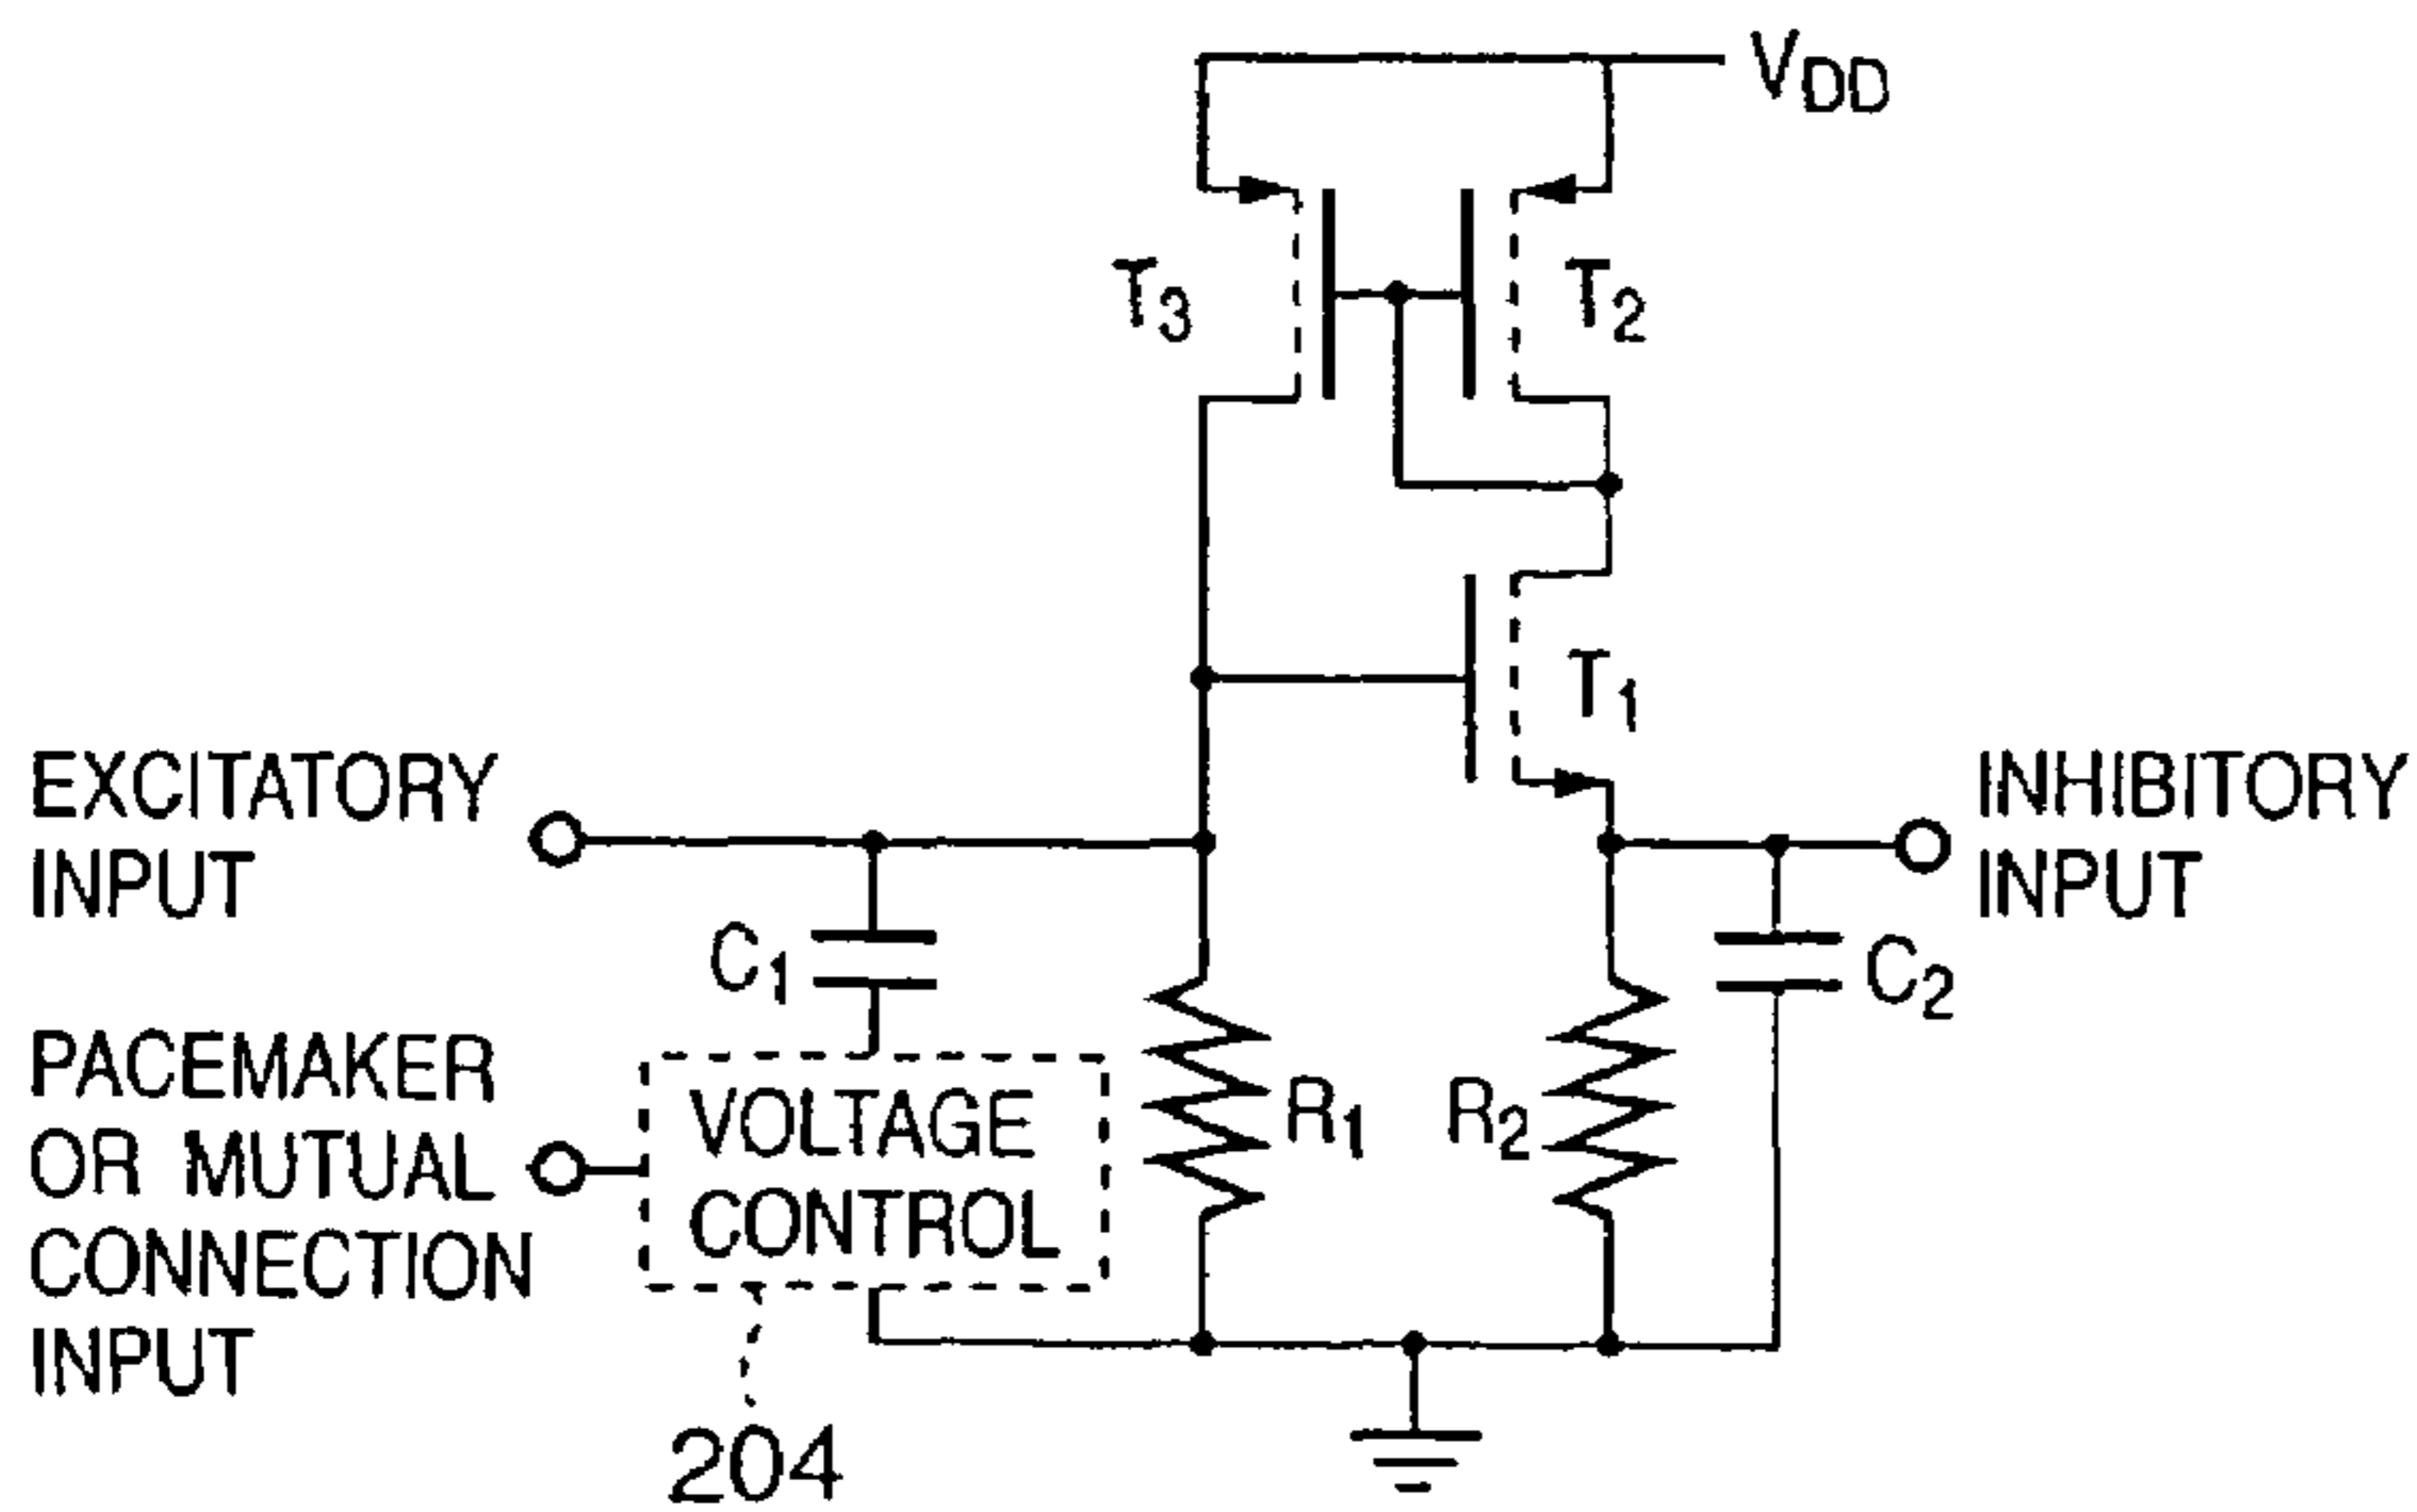 VDD
T3
T2
T1
EXCITATORY
INPUT
INHIBITORY
INPUT
C1
C2
PACEMAKER
OR MUTUAL
CONNECTION
INPUT
VOLTAGE
CONTROL
R1
R2
204